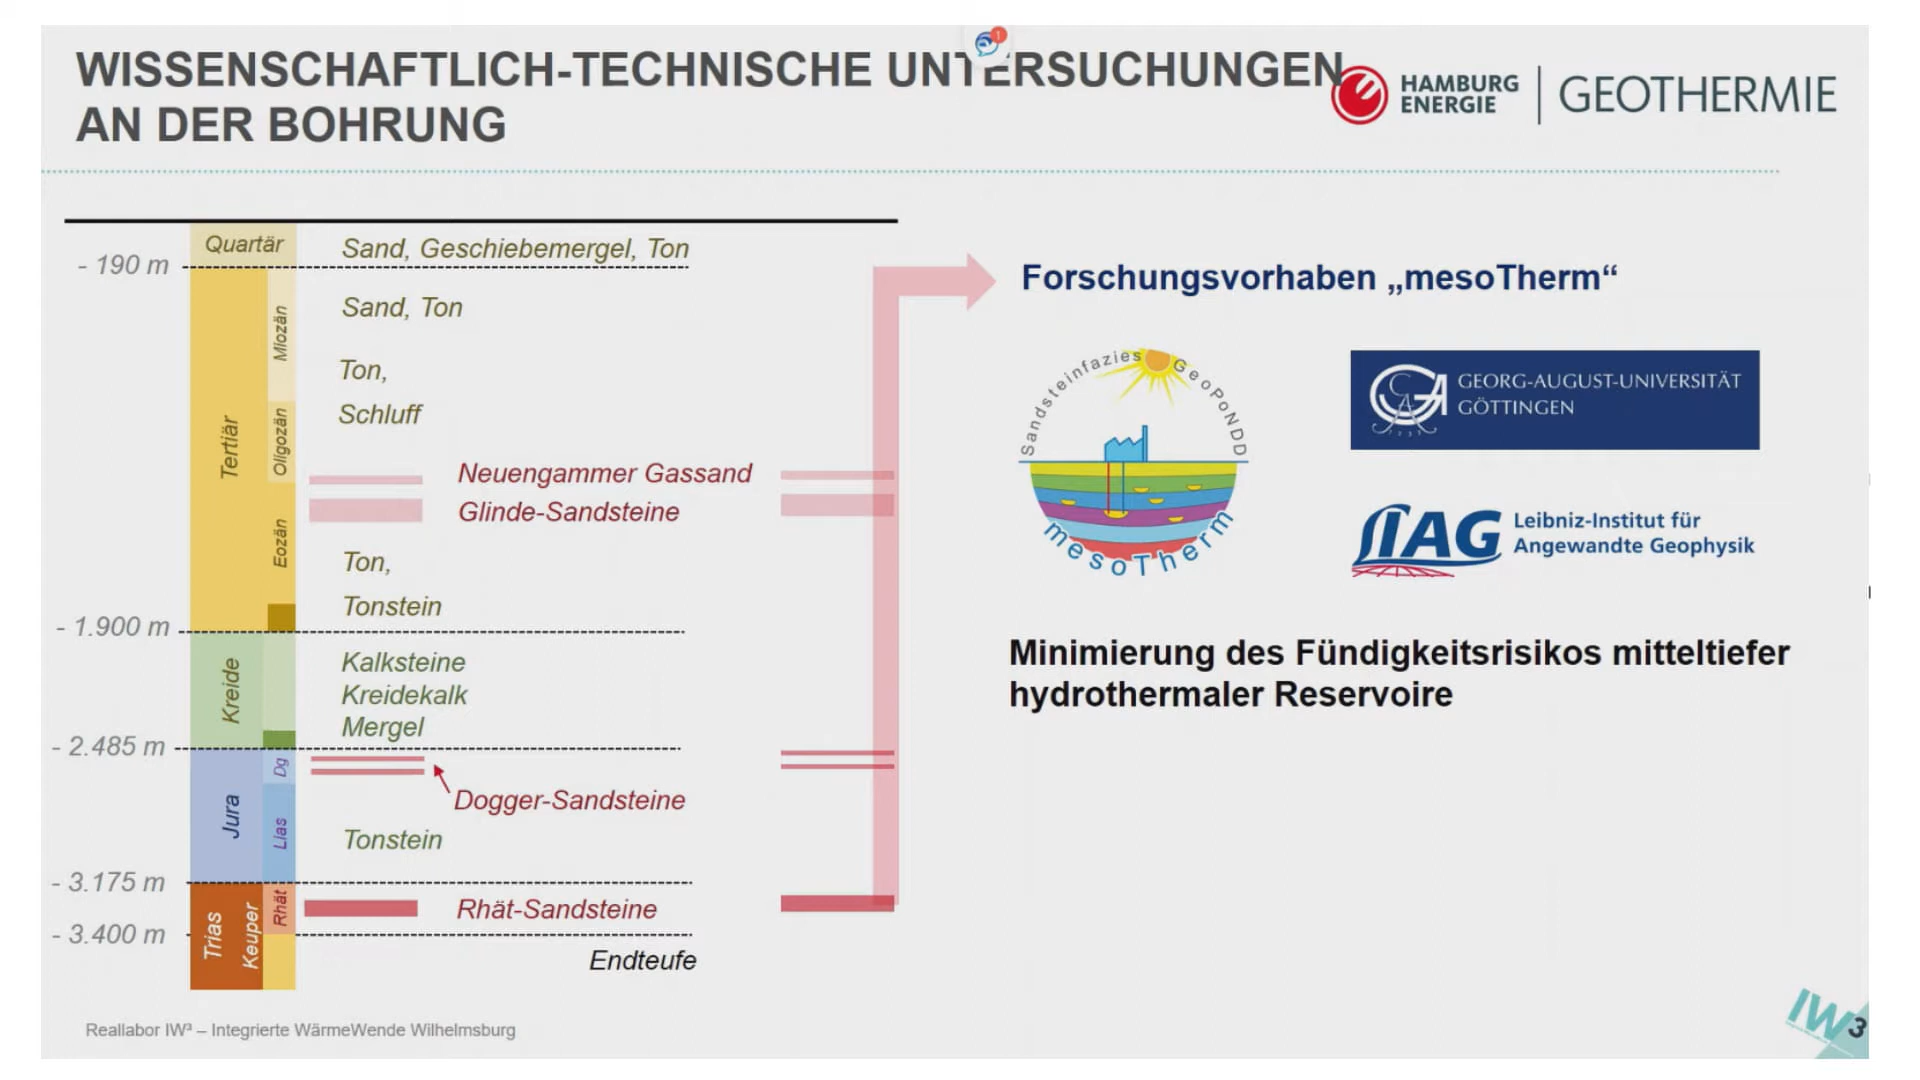 WISSENSCHAFTLICH-TECHNISCHE UNTERSUCHUNGEN
AN DER BOHRUNG
1
HAMBURG
ENERGIE
GEOTHERMIE
Quartär
Sand, Geschiebemergel, Ton
- 190 m
Tertiär
Miozän
Sand, Ton
Ton,
Oligozän
Schluff
Neuengammer Gassand
Glinde-Sandsteine
Eozän
Ton,
Tonstein
- 1.900 m
Kreide
Kalksteine
Kreidekalk
Mergel
- 2.485 m
Jura
Dg
Dogger-Sandsteine
Lias
Tonstein
- 3.175 m
Trias
Keuper
Rhät
Rhät-Sandsteine
- 3.400 m
Endteufe
Forschungsvorhaben „mesoTherm“
Sandsteinfazies
GeoPoNDD
mesoTherm
GEORG-AUGUST-UNIVERSITÄT
GÖTTINGEN
LIAG
Leibniz-Institut für
Angewandte Geophysik
Minimierung des Fündigkeitsrisikos mitteltiefer
hydrothermaler Reservoire
Reallabor IW³ – Integrierte WärmeWende Wilhelmsburg
IW3